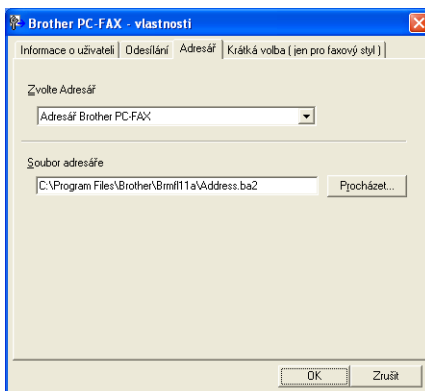 Brother PC-FAX - vlastnosti
Informace o uživateli Odesílání Adresář Krátká volba ( jen pro faxový styl )
Zvolte Adresář
Adresář Brother PC-FAX
Soubor adresáře
C:\Program Files\Brother\Brmfl11a\Address.ba2 Procházet...
OK Zrušit